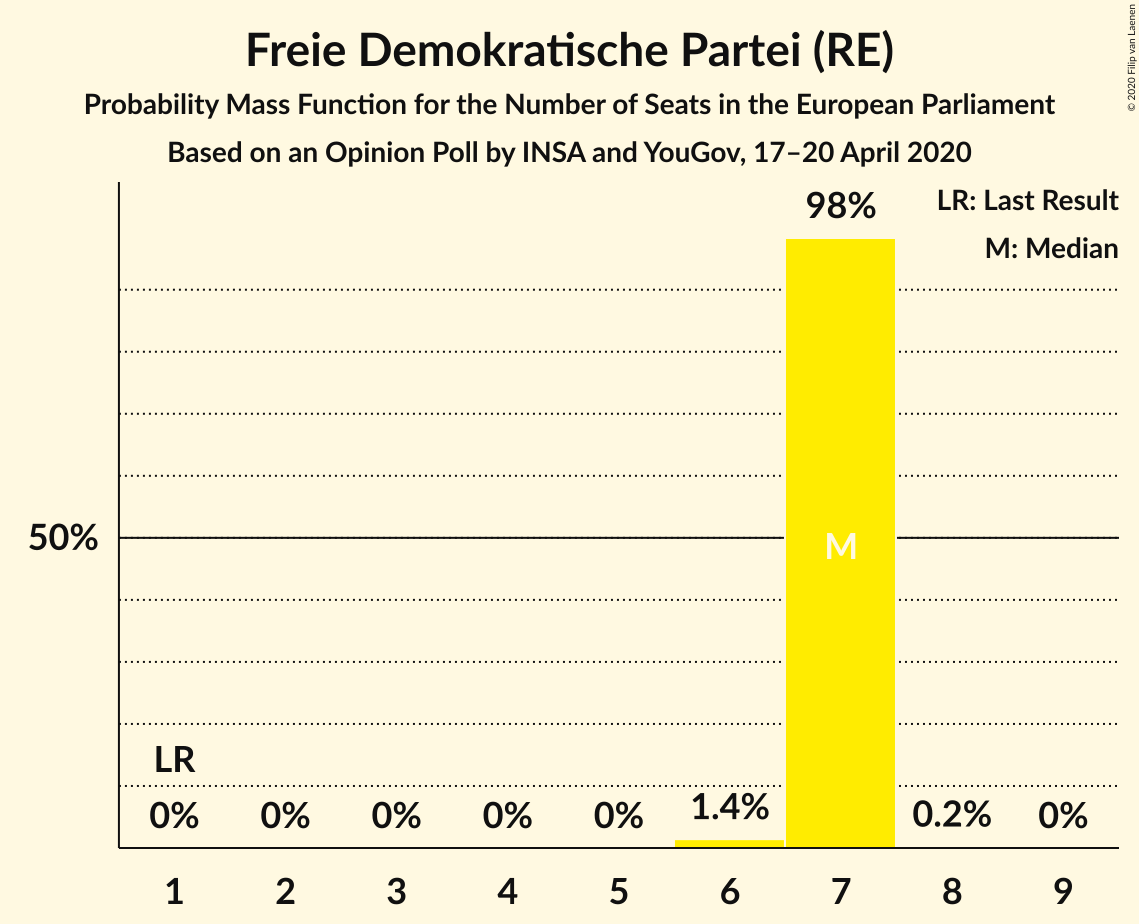 Freie Demokratische Partei (RE)
Probability Mass Function for the Number of Seats in the European Parliament
Based on an Opinion Poll by INSA and YouGov, 17–20 April 2020
© 2020 Filip van Laenen
98%
LR: Last Result
M: Median
50%
M
LR
0% 0% 0% 0% 0% 1.4% 0.2% 0%
1 2 3 4 5 6 7 8 9